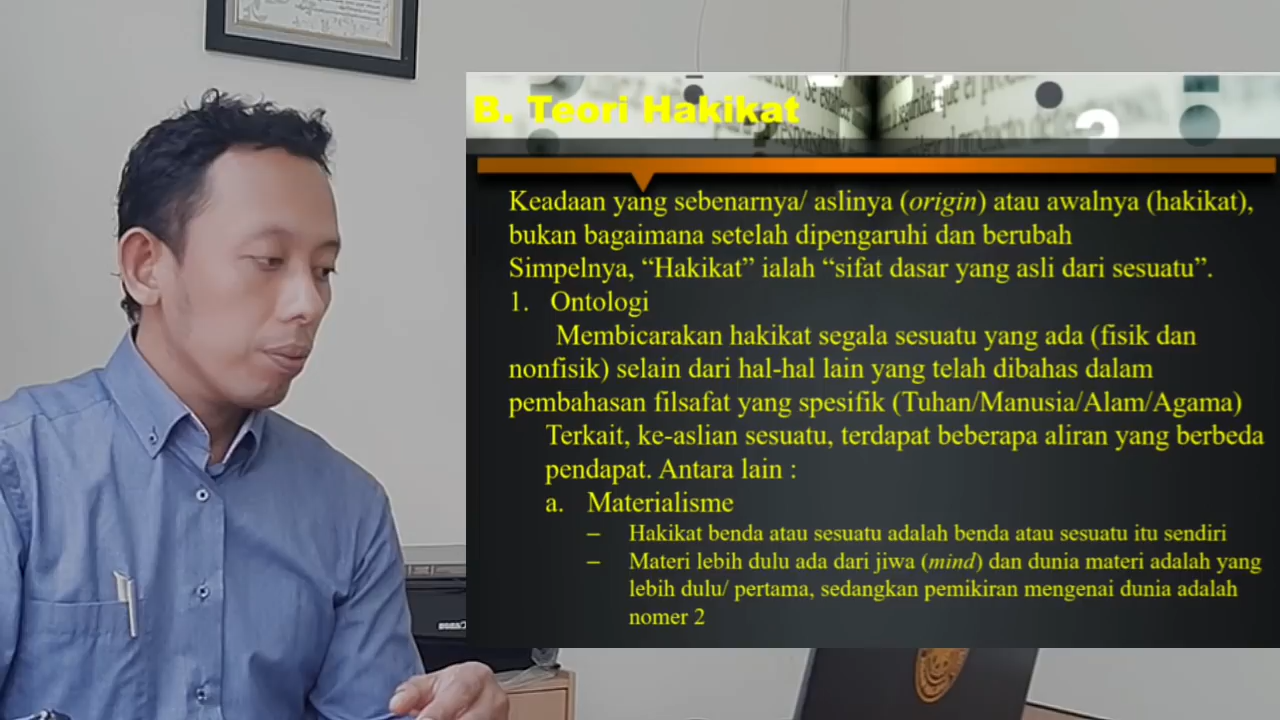 B. Teori Hakikat
Keadaan yang sebenarnya/ aslinya (origin) atau awalnya (hakikat),
bukan bagaimana setelah dipengaruhi dan berubah
Simpelnya, “Hakikat” ialah “sifat dasar yang asli dari sesuatu”.
1. Ontologi
Membicarakan hakikat segala sesuatu yang ada (fisik dan
nonfisik) selain dari hal-hal lain yang telah dibahas dalam
pembahasan filsafat yang spesifik (Tuhan/Manusia/Alam/Agama)
Terkait, ke-aslian sesuatu, terdapat beberapa aliran yang berbeda
pendapat. Antara lain :
a. Materialisme
– Hakikat benda atau sesuatu adalah benda atau sesuatu itu sendiri
– Materi lebih dulu ada dari jiwa (mind) dan dunia materi adalah yang
lebih dulu/ pertama, sedangkan pemikiran mengenai dunia adalah
nomer 2